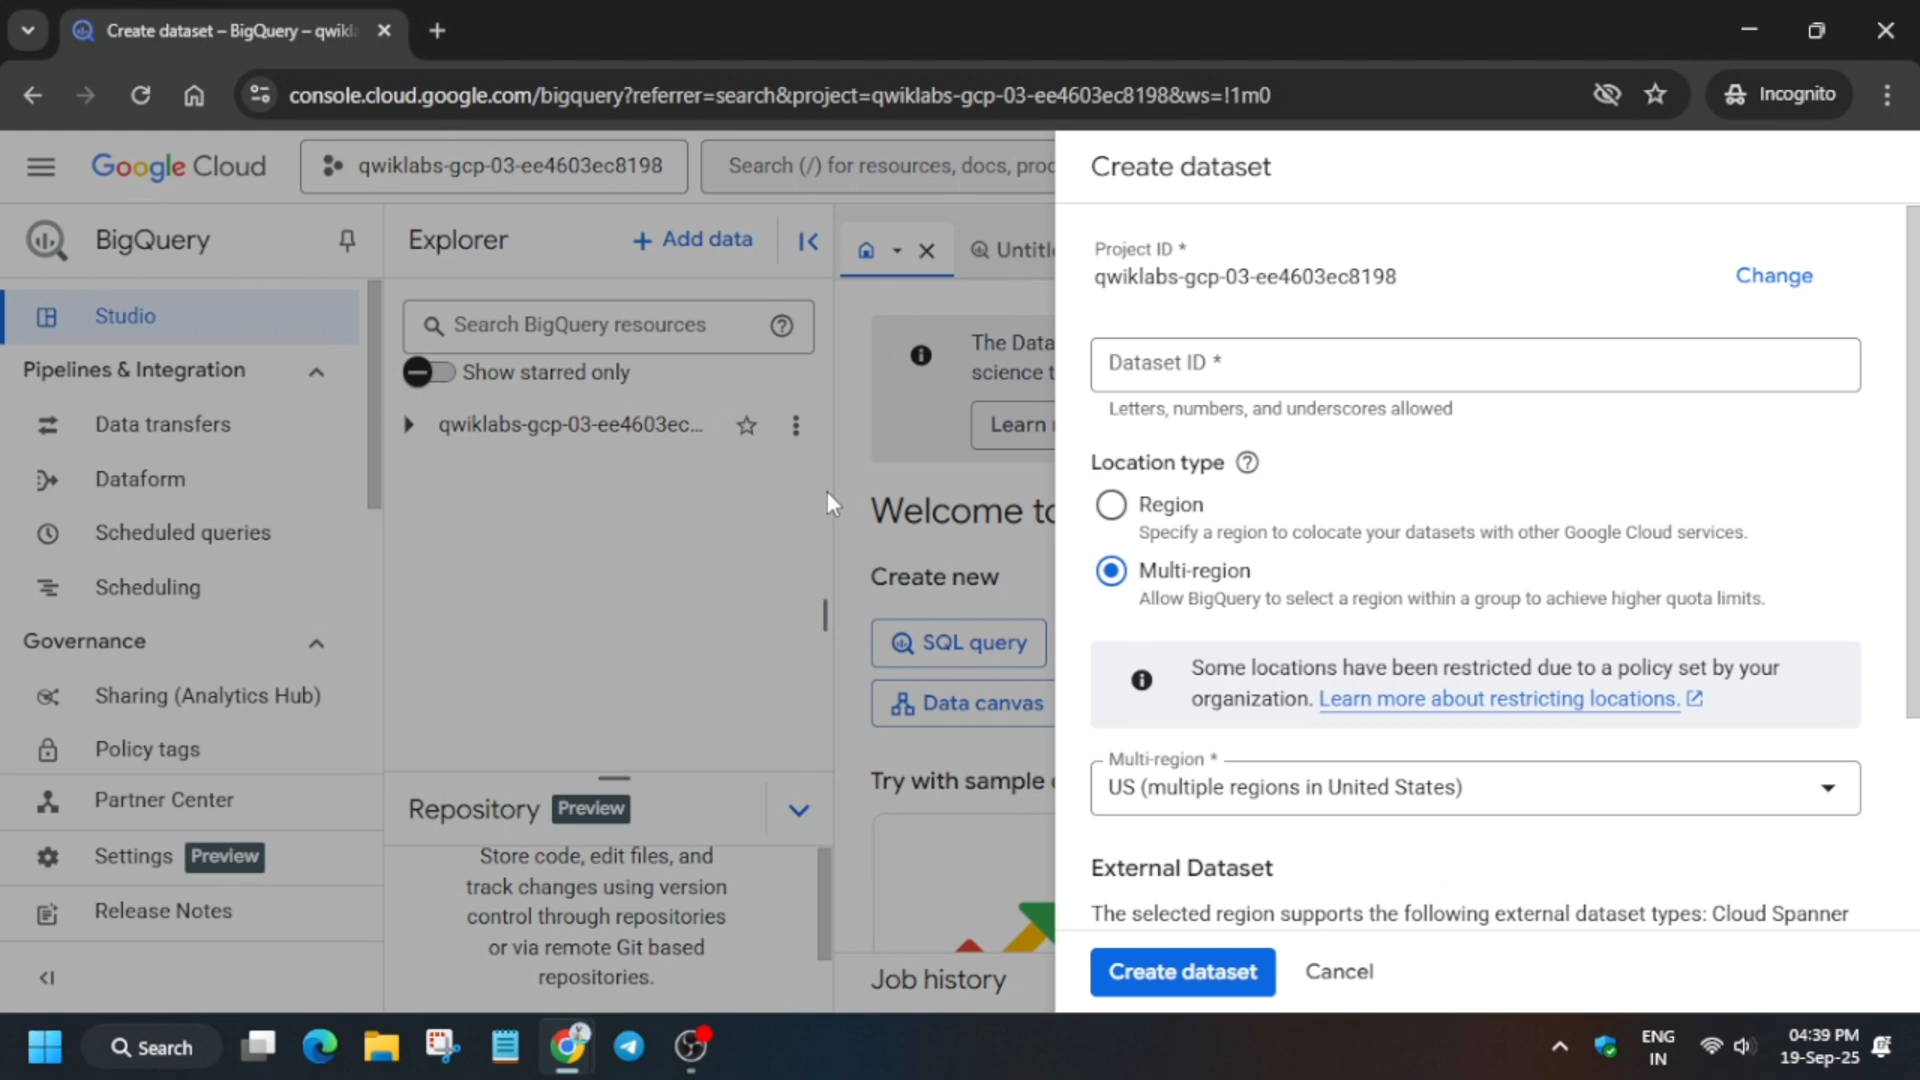 Create dataset – BigQuery – qwikl
console.cloud.google.com/bigquery?referrer=search&project=qwiklabs-gcp-03-ee4603ec8198&ws=!1m0
Incognito
Google Cloud
qwiklabs-gcp-03-ee4603ec8198
Search (/) for resources, docs, prod
BigQuery
Studio
Pipelines & Integration
Data transfers
Dataform
Scheduled queries
Scheduling
Governance
Sharing (Analytics Hub)
Policy tags
Partner Center
Settings Preview
Release Notes
Explorer
+ Add data
Search BigQuery resources
Show starred only
qwiklabs-gcp-03-ee4603ec...
Repository Preview
Store code, edit files, and
track changes using version
control through repositories
or via remote Git based
repositories.
Untitl
The Data
science t
Learn
Welcome to
Create new
SQL query
Data canvas
Try with sample
Job history
Create dataset
Project ID *
qwiklabs-gcp-03-ee4603ec8198
Change
Dataset ID *
Letters, numbers, and underscores allowed
Location type
Region
Specify a region to colocate your datasets with other Google Cloud services.
Multi-region
Allow BigQuery to select a region within a group to achieve higher quota limits.
Some locations have been restricted due to a policy set by your
organization. Learn more about restricting locations.
Multi-region *
US (multiple regions in United States)
External Dataset
The selected region supports the following external dataset types: Cloud Spanner
Create dataset
Cancel
Search
ENG
IN
04:39 PM
19-Sep-25